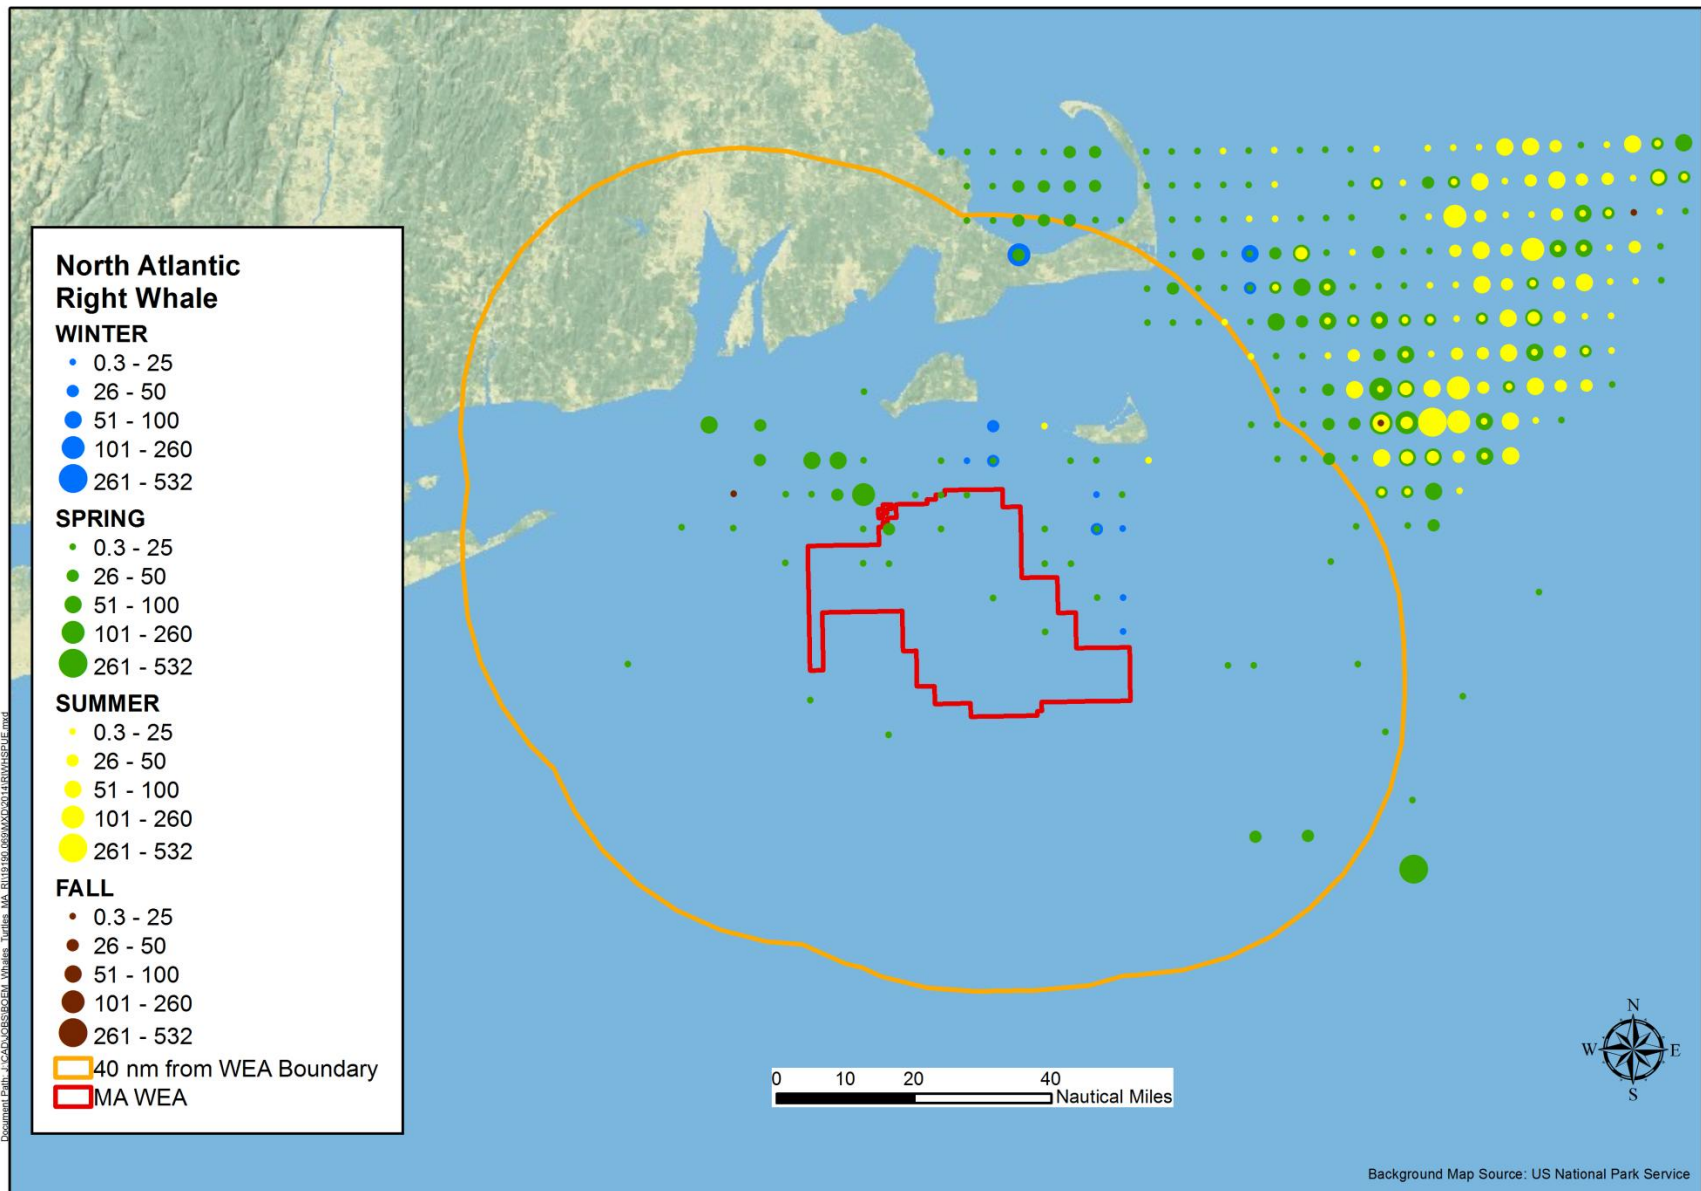 North Atlantic
Right Whale
WINTER
0.3 - 25
26 - 50
51 - 100
101 - 260
261 - 532
SPRING
0.3 - 25
26 - 50
51 - 100
101 - 260
261 - 532
SUMMER
0.3 - 25
26 - 50
51 - 100
101 - 260
261 - 532
FALL
0.3 - 25
26 - 50
51 - 100
101 - 260
261 - 532
40 nm from WEA Boundary
MA WEA
0 10 20 40
Nautical Miles
N
W E
S
Background Map Source: US National Park Service
Document Path: